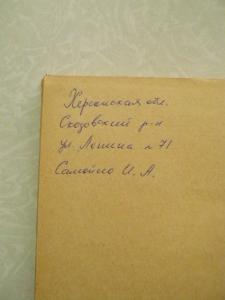 Херсонская обл.
Скадовский р-н
ул. Ленина д 71
Самойло И. А.